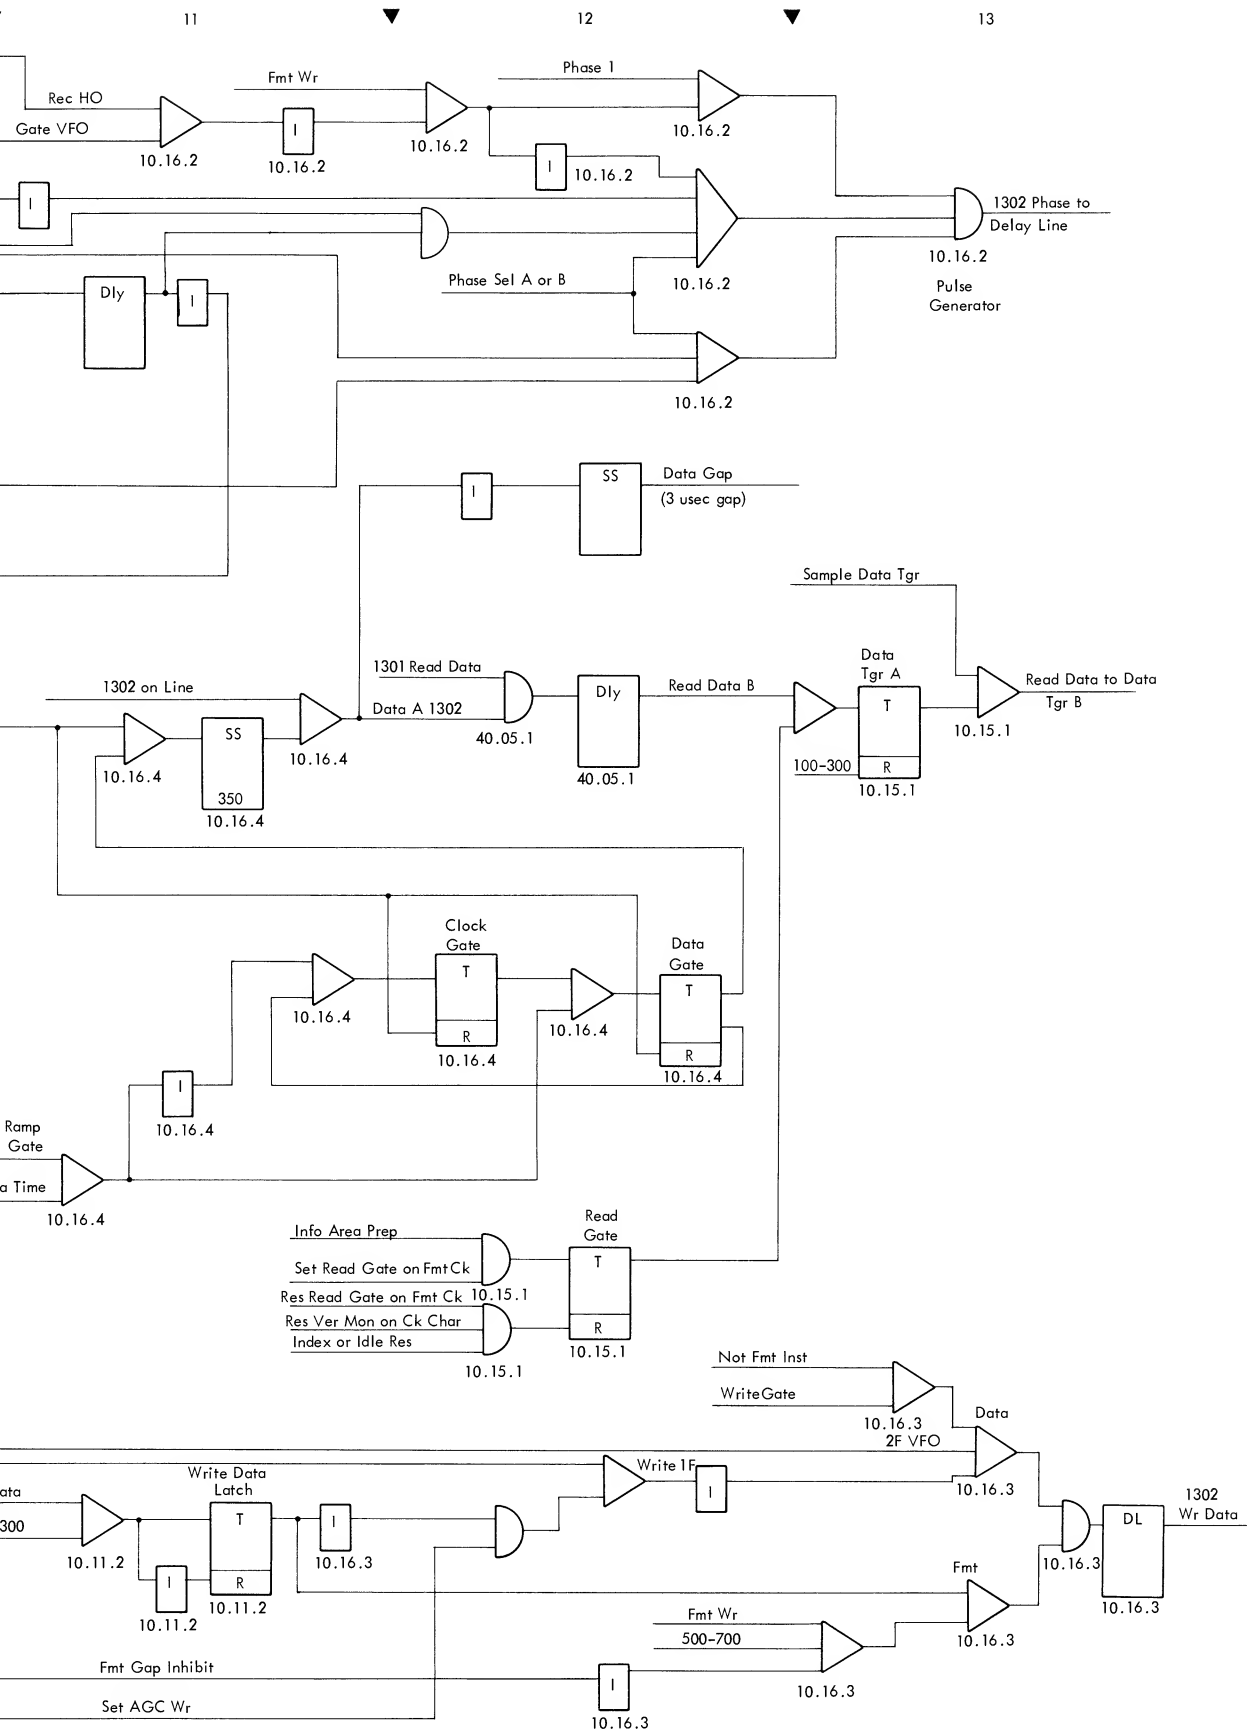 11
12
13
Rec HO
Gate VFO
10.16.2
Fmt Wr
I
10.16.2
10.16.2
Phase 1
10.16.2
I
10.16.2
I
10.16.2
Phase Sel A or B
1302 Phase to
Delay Line
10.16.2
Pulse
Generator
Dly
I
10.16.2
I
SS
Data Gap
(3 usec gap)
Sample Data Tgr
1301 Read Data
Data A 1302
40.05.1
Dly
40.05.1
Read Data B
Data
Tgr A
T
R
100-300
10.15.1
10.15.1
Read Data to Data
Tgr B
1302 on Line
10.16.4
SS
350
10.16.4
10.16.4
Clock
Gate
T
R
10.16.4
10.16.4
10.16.4
Data
Gate
T
R
10.16.4
I
10.16.4
Ramp
Gate
a Time
10.16.4
Info Area Prep
Set Read Gate on Fmt Ck
10.15.1
Res Read Gate on Fmt Ck
Res Ver Mon on Ck Char
Index or Idle Res
10.15.1
Read
Gate
T
R
10.15.1
Not Fmt Inst
Write Gate
10.16.3
2F VFO
Data
10.16.3
Write 1F
I
Write Data
Latch
T
R
10.11.2
ata
300
10.11.2
I
10.11.2
I
10.16.3
10.16.3
DL
10.16.3
1302
Wr Data
Fmt
10.16.3
Fmt Wr
500-700
10.16.3
Fmt Gap Inhibit
I
10.16.3
Set AGC Wr